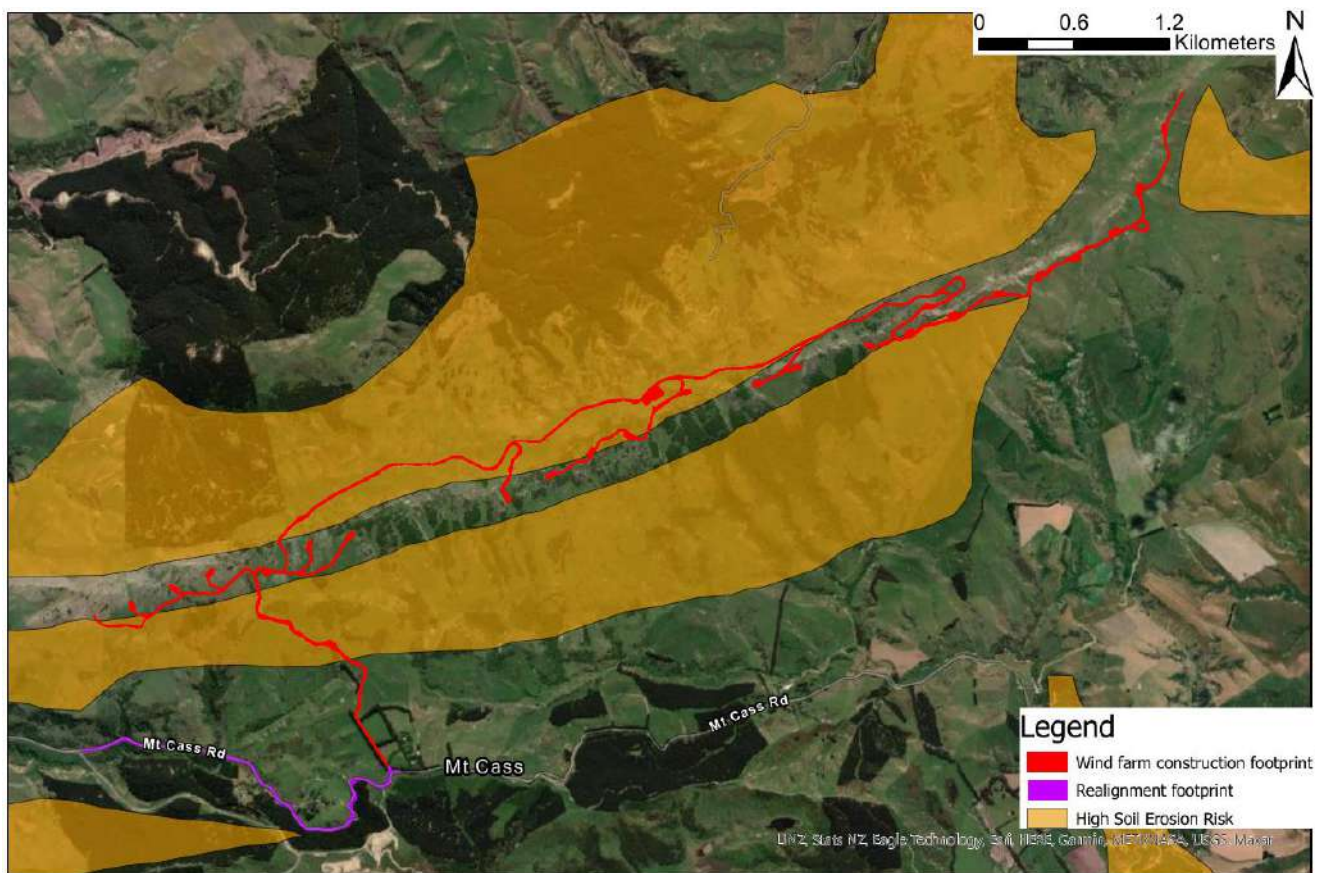 0 0.6 1.2
Kilometers
N
Mt Cass Rd
Mt Cass Rd
Mt Cass
Legend
Wind farm construction footprint
Realignment footprint
High Soil Erosion Risk
LINZ, Stats NZ, Eagle Technology, Esri, HERE, Garmin, METI/NASA, USGS, Maxar